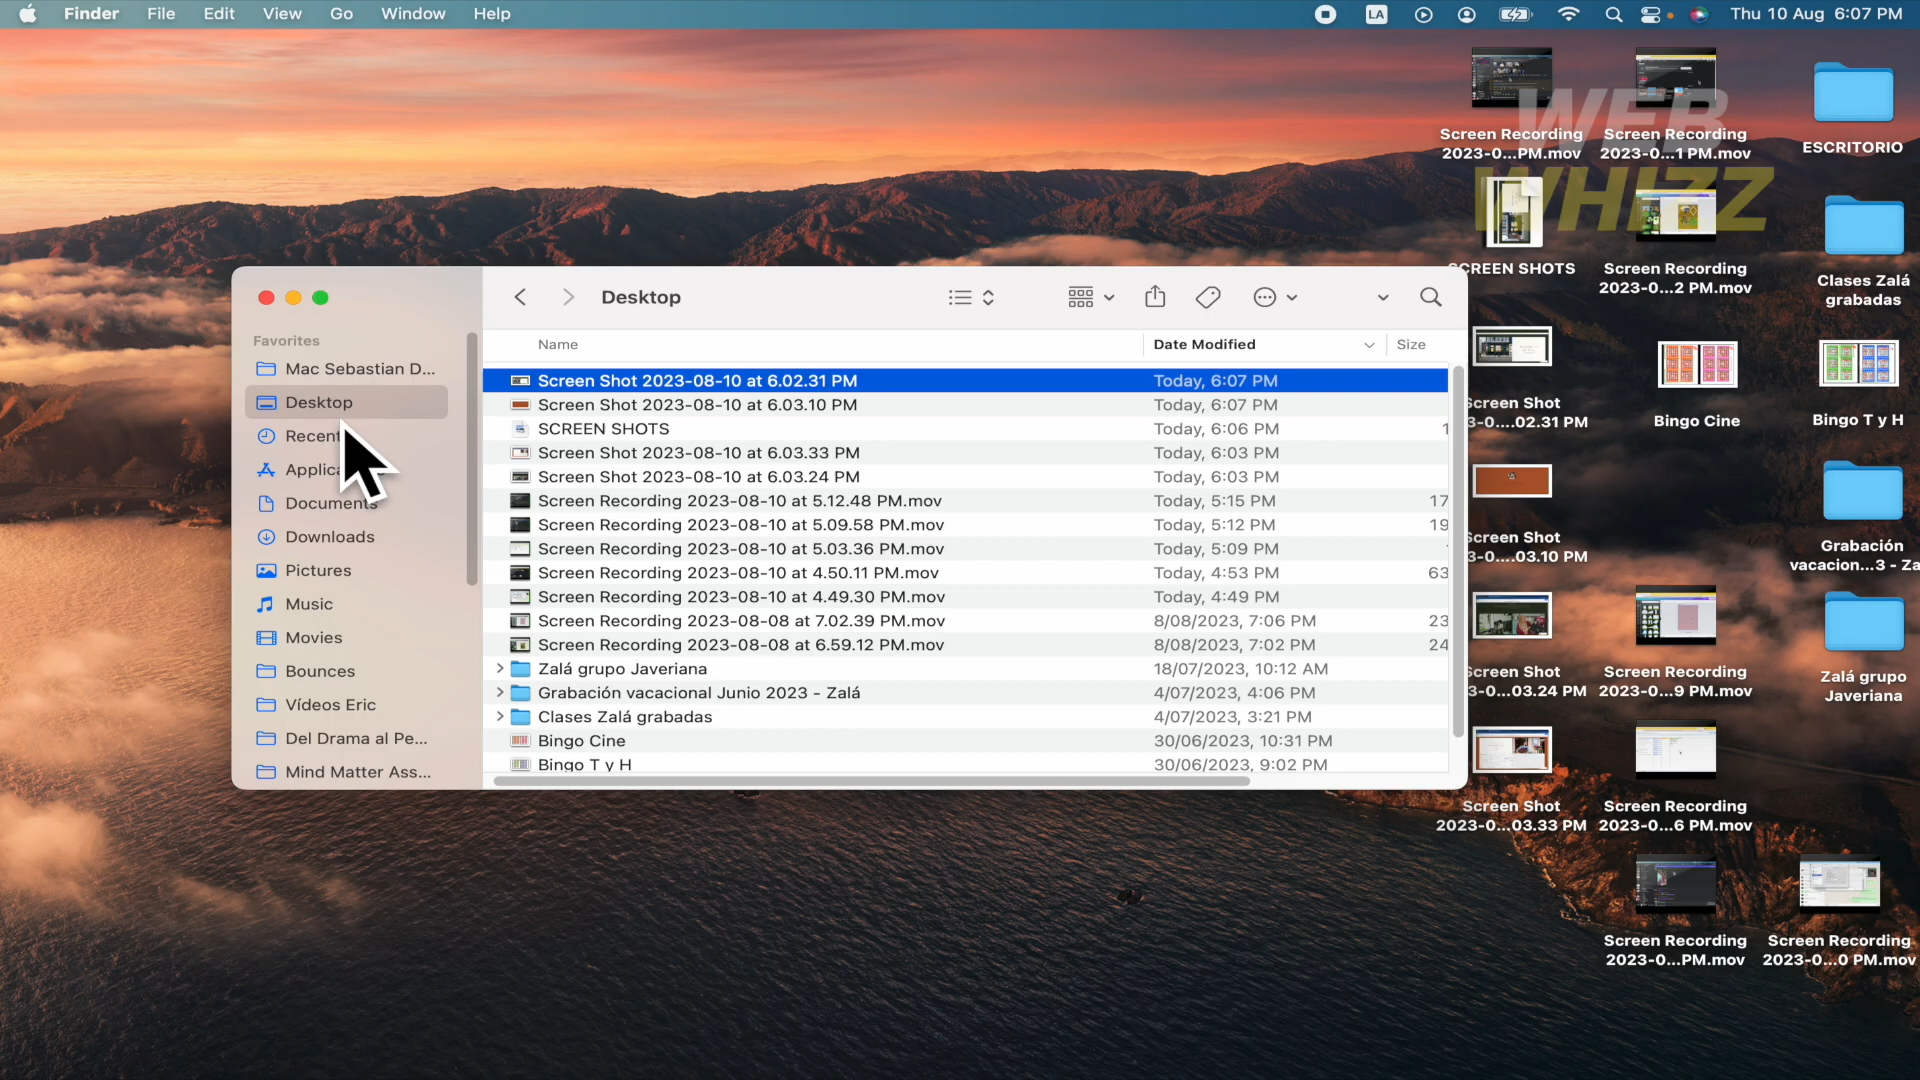 Finder File Edit View Go Window Help LA Thu 10 Aug 6:07 PM
WEB
WHIZZ
Screen Recording
2023-0...PM.mov
Screen Recording
2023-0...1 PM.mov
ESCRITORIO
SCREEN SHOTS
Screen Recording
2023-0...2 PM.mov
Clases Zalá
grabadas
Desktop
Favorites
Mac Sebastian D...
Desktop
Recent
Applica
Documents
Downloads
Pictures
Music
Movies
Bounces
Vídeos Eric
Del Drama al Pe...
Mind Matter Ass...
Name Date Modified Size
Screen Shot 2023-08-10 at 6.02.31 PM Today, 6:07 PM
Screen Shot 2023-08-10 at 6.03.10 PM Today, 6:07 PM
SCREEN SHOTS Today, 6:06 PM 1
Screen Shot 2023-08-10 at 6.03.33 PM Today, 6:03 PM
Screen Shot 2023-08-10 at 6.03.24 PM Today, 6:03 PM
Screen Recording 2023-08-10 at 5.12.48 PM.mov Today, 5:15 PM 17
Screen Recording 2023-08-10 at 5.09.58 PM.mov Today, 5:12 PM 19
Screen Recording 2023-08-10 at 5.03.36 PM.mov Today, 5:09 PM
Screen Recording 2023-08-10 at 4.50.11 PM.mov Today, 4:53 PM 63
Screen Recording 2023-08-10 at 4.49.30 PM.mov Today, 4:49 PM
Screen Recording 2023-08-08 at 7.02.39 PM.mov 8/08/2023, 7:06 PM 23
Screen Recording 2023-08-08 at 6.59.12 PM.mov 8/08/2023, 7:02 PM 24
Zalá grupo Javeriana 18/07/2023, 10:12 AM
Grabación vacacional Junio 2023 - Zalá 4/07/2023, 4:06 PM
Clases Zalá grabadas 4/07/2023, 3:21 PM
Bingo Cine 30/06/2023, 10:31 PM
Bingo T y H 30/06/2023, 9:02 PM
Screen Shot
3-0....02.31 PM
Bingo Cine
Bingo T y H
Screen Shot
3-0....03.10 PM
Grabación
vacacion...3 - Za
Screen Shot
3-0...03.24 PM
Screen Recording
2023-0...9 PM.mov
Zalá grupo
Javeriana
Screen Shot
2023-0...03.33 PM
Screen Recording
2023-0...6 PM.mov
Screen Recording
2023-0...PM.mov
Screen Recording
2023-0...0 PM.mov